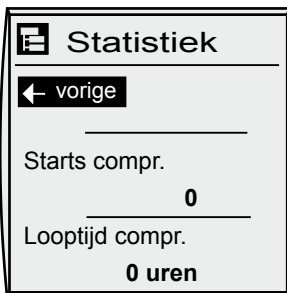 Statistiek
vorige
Starts compr.
0
Looptijd compr.
0 uren